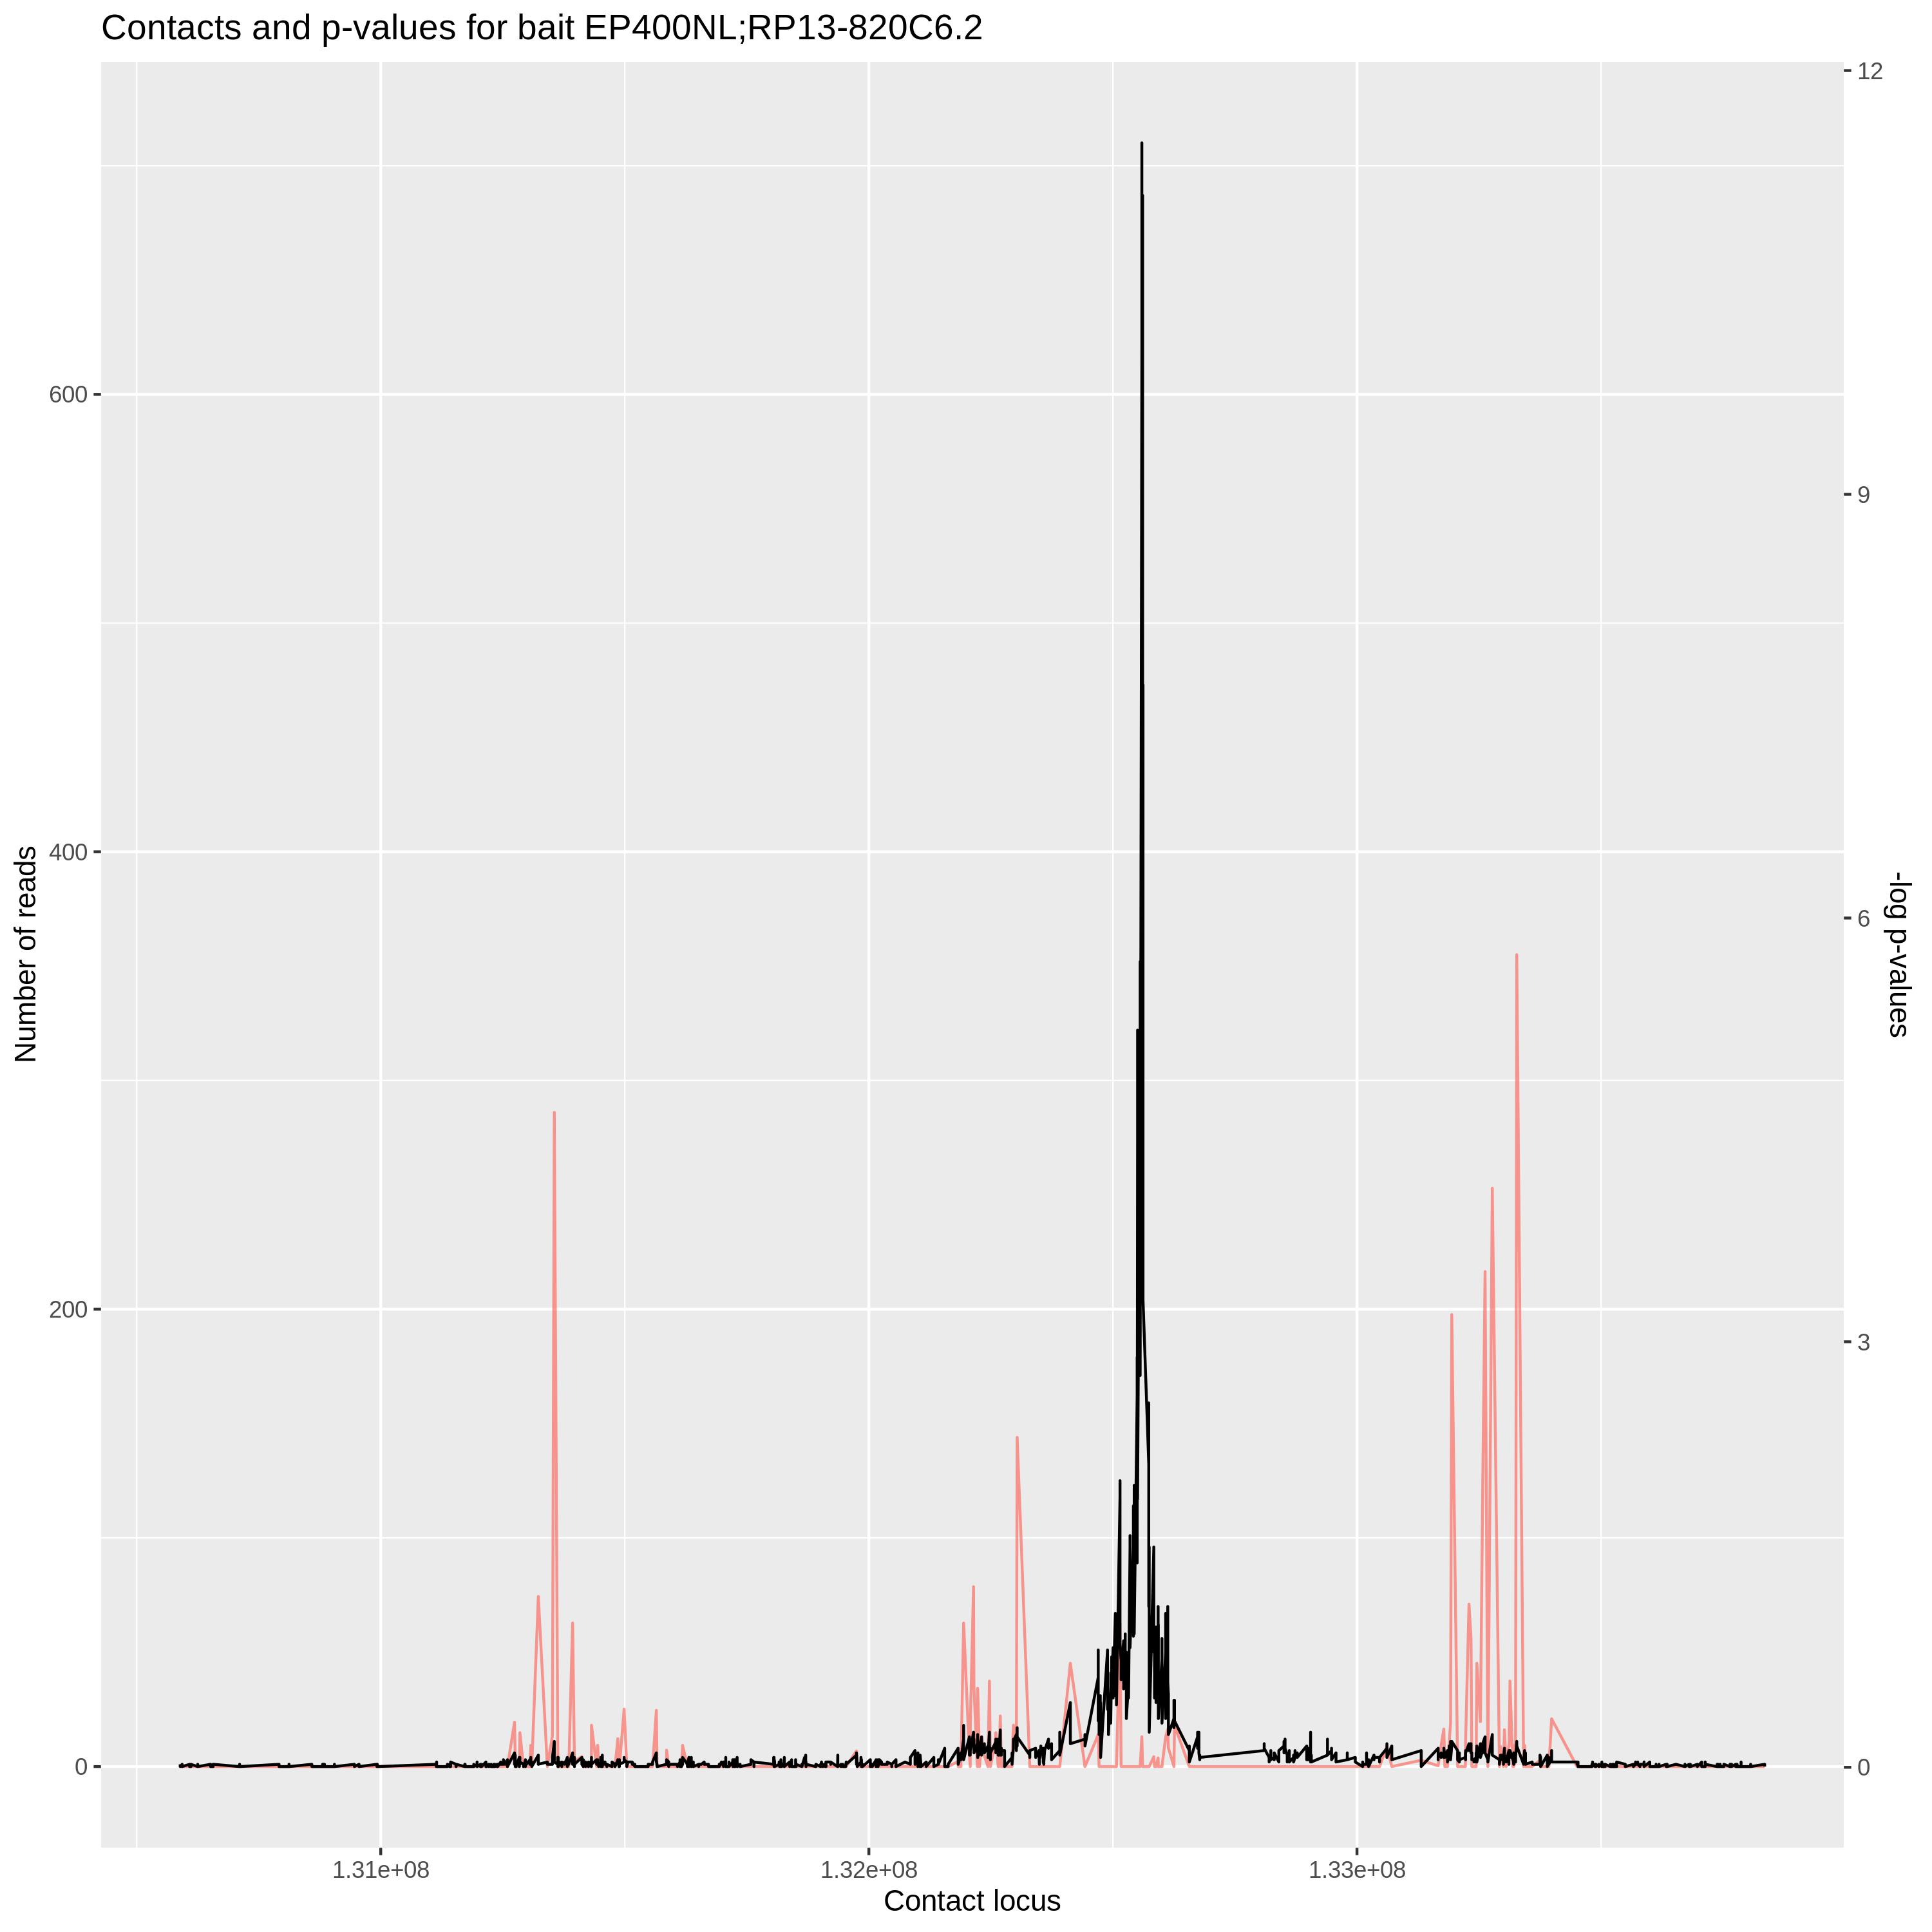 Contacts and p-values for bait EP400NL;RP13-820C6.2
12
9
6
3
0
-log p-values
600
400
200
0
Number of reads
1.31e+08
1.32e+08
1.33e+08
Contact locus